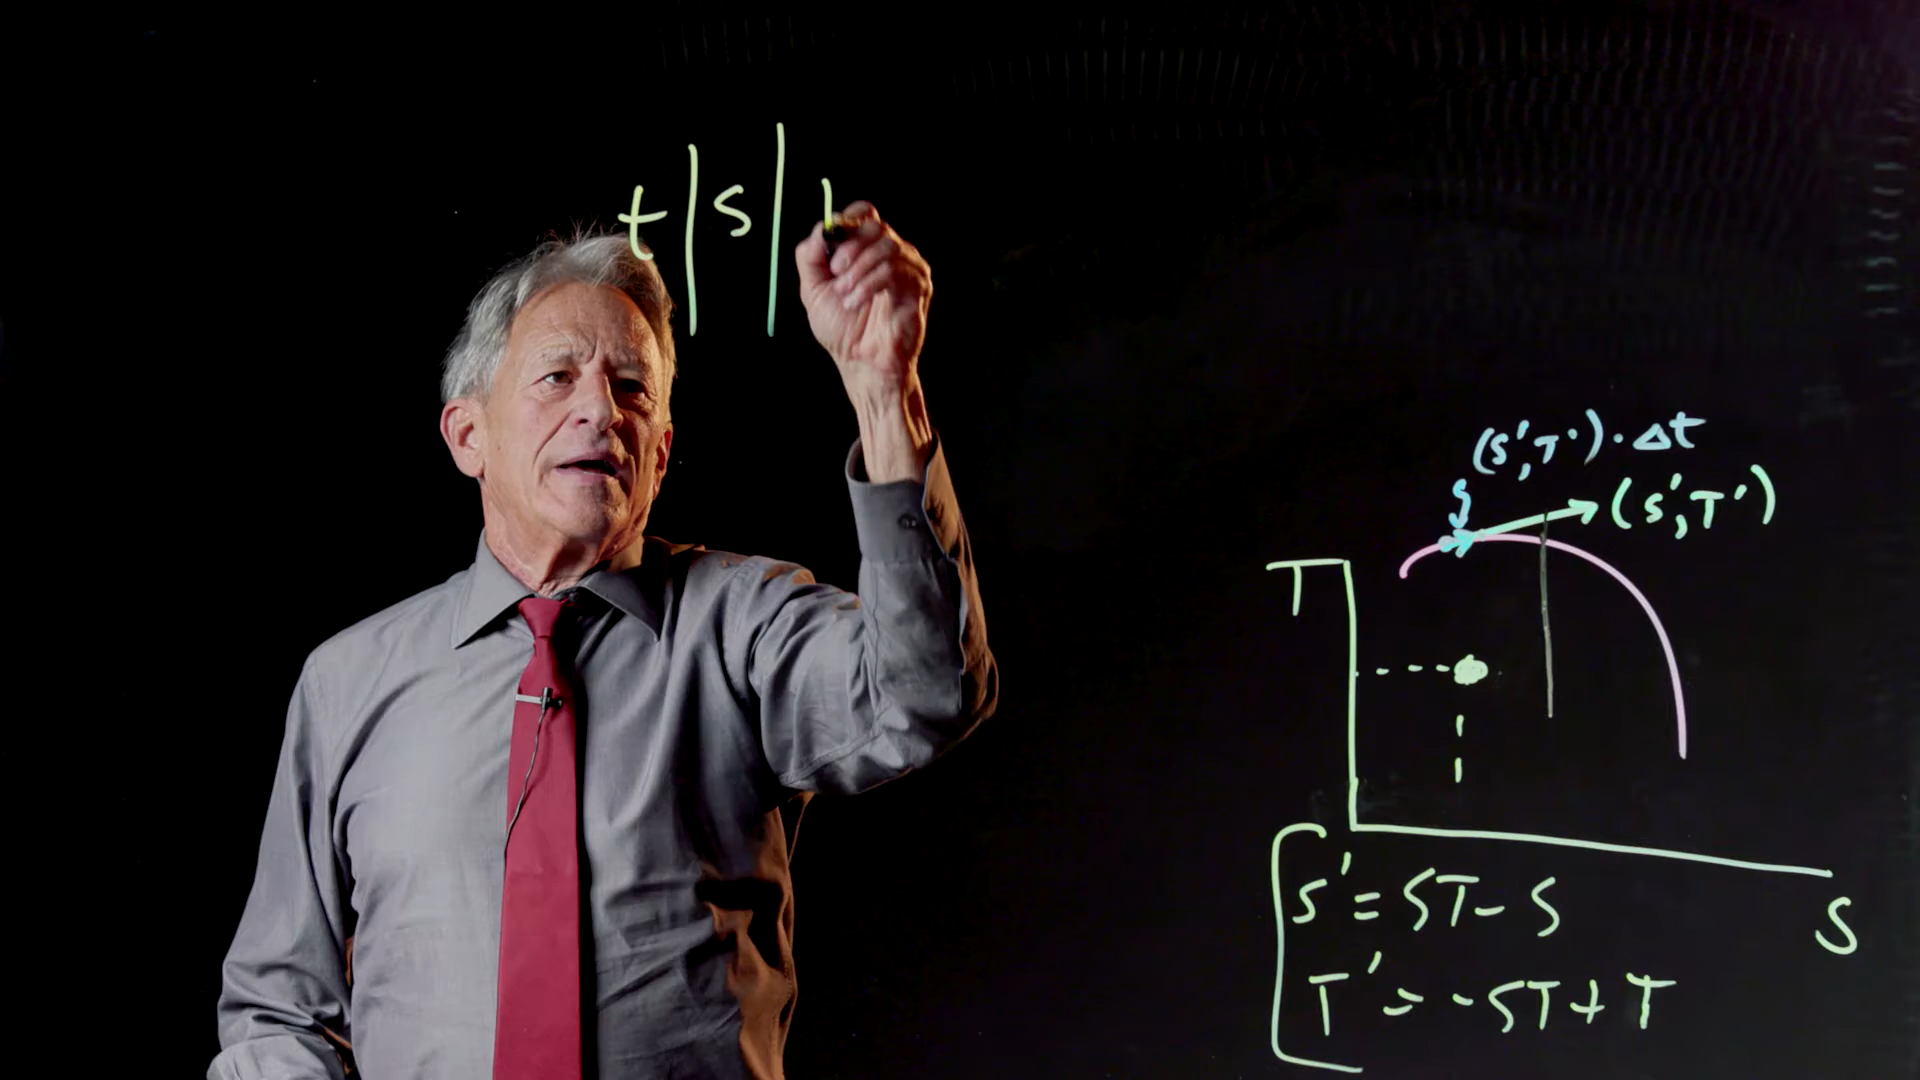 t | s |
(s', T') · Δt
(s', T')
T
S
s' = ST - S
T' = -ST + T